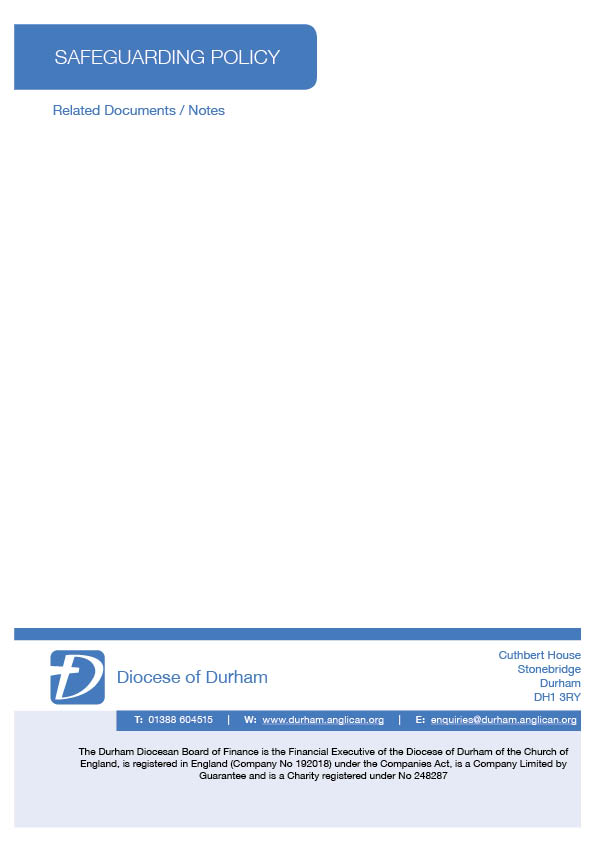 SAFEGUARDING POLICY
Related Documents / Notes
Diocese of Durham
Cuthbert House
Stonebridge
Durham
DH1 3RY
T: 01388 604515 | W: www.durham.anglican.org | E: enquiries@durham.anglican.org
The Durham Diocesan Board of Finance is the Financial Executive of the Diocese of Durham of the Church of
England, is registered in England (Company No 192018) under the Companies Act, is a Company Limited by
Guarantee and is a Charity registered under No 248287